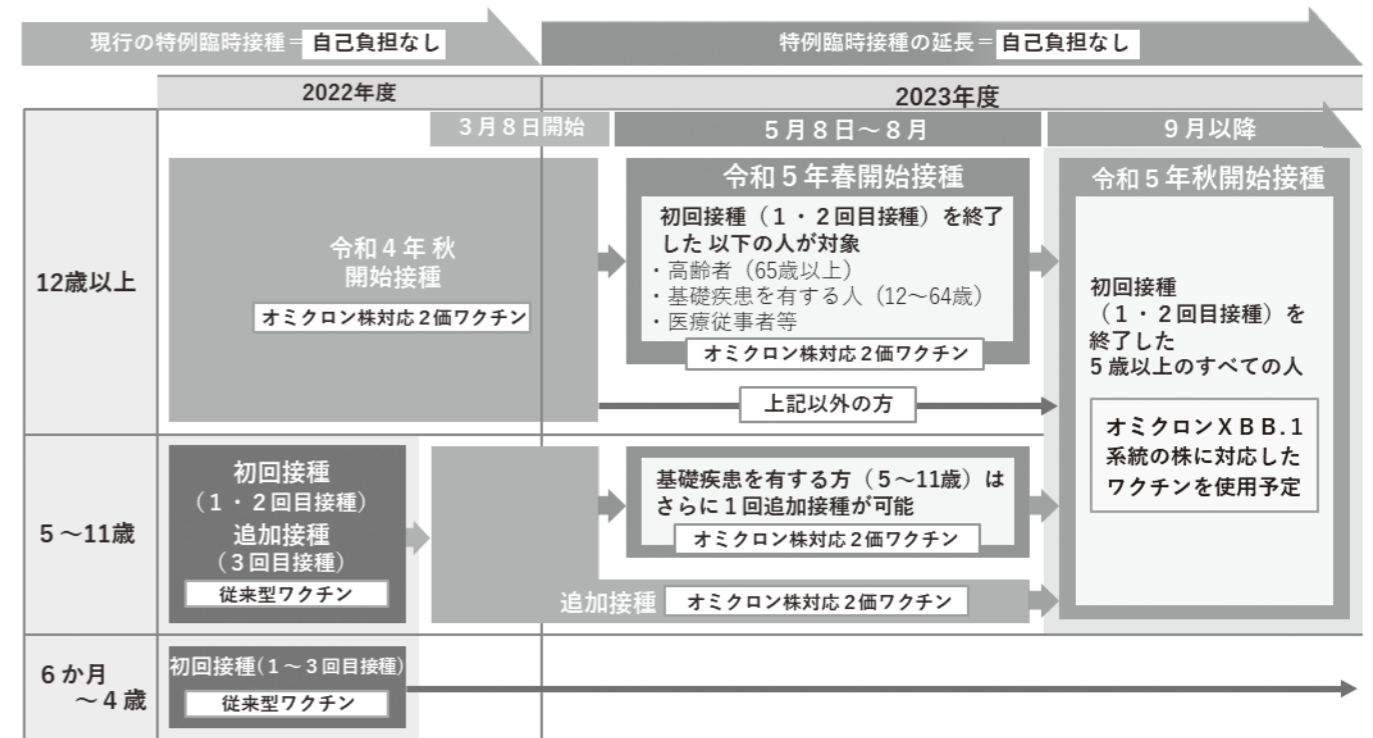 現行の特例臨時接種＝自己負担なし
特例臨時接種の延長＝自己負担なし
2022年度
2023年度
３月８日開始
５月８日～８月
９月以降
12歳以上
令和４年 秋
開始接種
オミクロン株対応２価ワクチン
令和５年春開始接種
初回接種（１・２回目接種）を終了
した 以下の人が対象
・高齢者（65歳以上）
・基礎疾患を有する人（12～64歳）
・医療従事者等
オミクロン株対応２価ワクチン
上記以外の方
令和５年秋開始接種
初回接種
（１・２回目接種）を
終了した
５歳以上のすべての人
オミクロンＸＢＢ.１
系統の株に対応した
ワクチンを使用予定
５～11歳
初回接種
（１・２回目接種）
追加接種
（３回目接種）
従来型ワクチン
基礎疾患を有する方（５～11歳）は
さらに１回追加接種が可能
オミクロン株対応２価ワクチン
追加接種 オミクロン株対応２価ワクチン
６か月
～４歳
初回接種(１～３回目接種)
従来型ワクチン